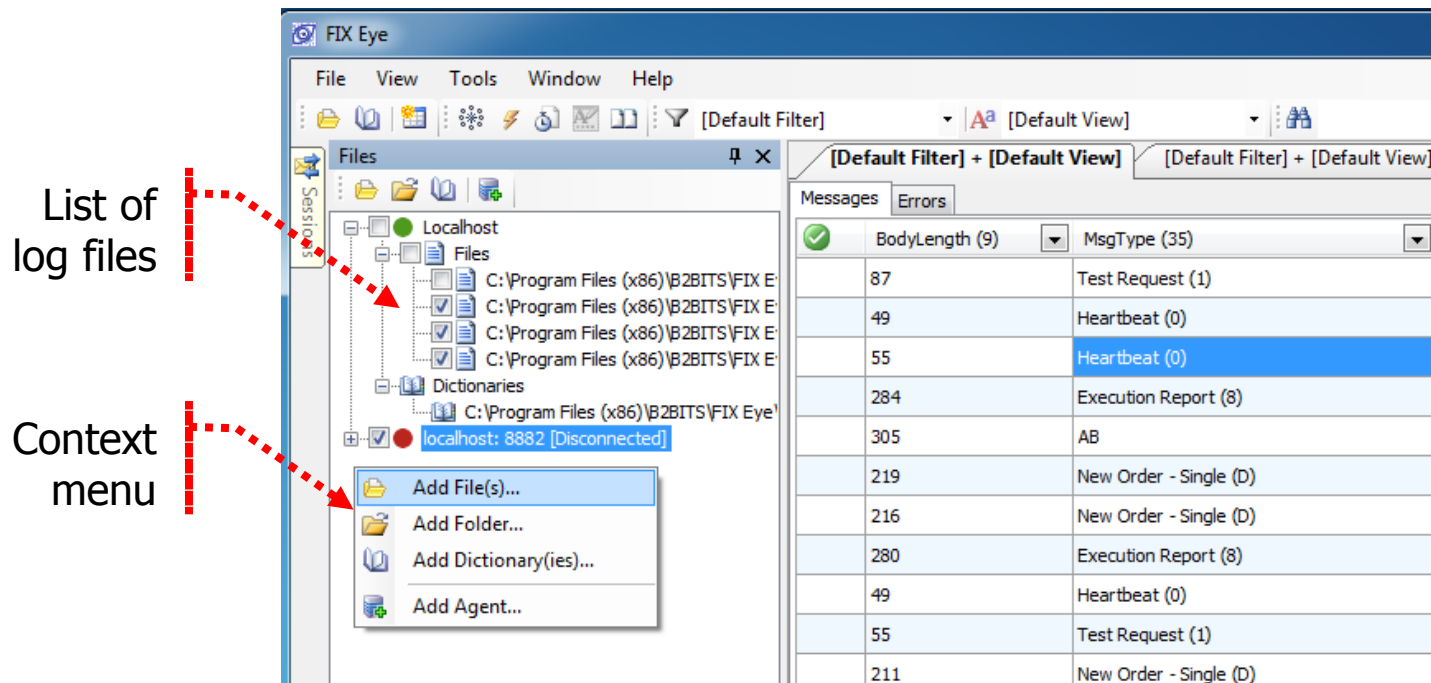 FIX Eye
File View Tools Window Help
[Default Filter] Aa [Default View]
Sessions
Files
[Default Filter] + [Default View] [Default Filter] + [Default View]
Messages Errors
BodyLength (9) MsgType (35)
List of
log files
Localhost
Files
C:\Program Files (x86)\B2BITS\FIX E
C:\Program Files (x86)\B2BITS\FIX E
C:\Program Files (x86)\B2BITS\FIX E
C:\Program Files (x86)\B2BITS\FIX E
Dictionaries
C:\Program Files (x86)\B2BITS\FIX Eye\
localhost: 8882 [Disconnected]
Context
menu
Add File(s)...
Add Folder...
Add Dictionary(ies)...
Add Agent...
87 Test Request (1)
49 Heartbeat (0)
55 Heartbeat (0)
284 Execution Report (8)
305 AB
219 New Order - Single (D)
216 New Order - Single (D)
280 Execution Report (8)
49 Heartbeat (0)
55 Test Request (1)
211 New Order - Single (D)